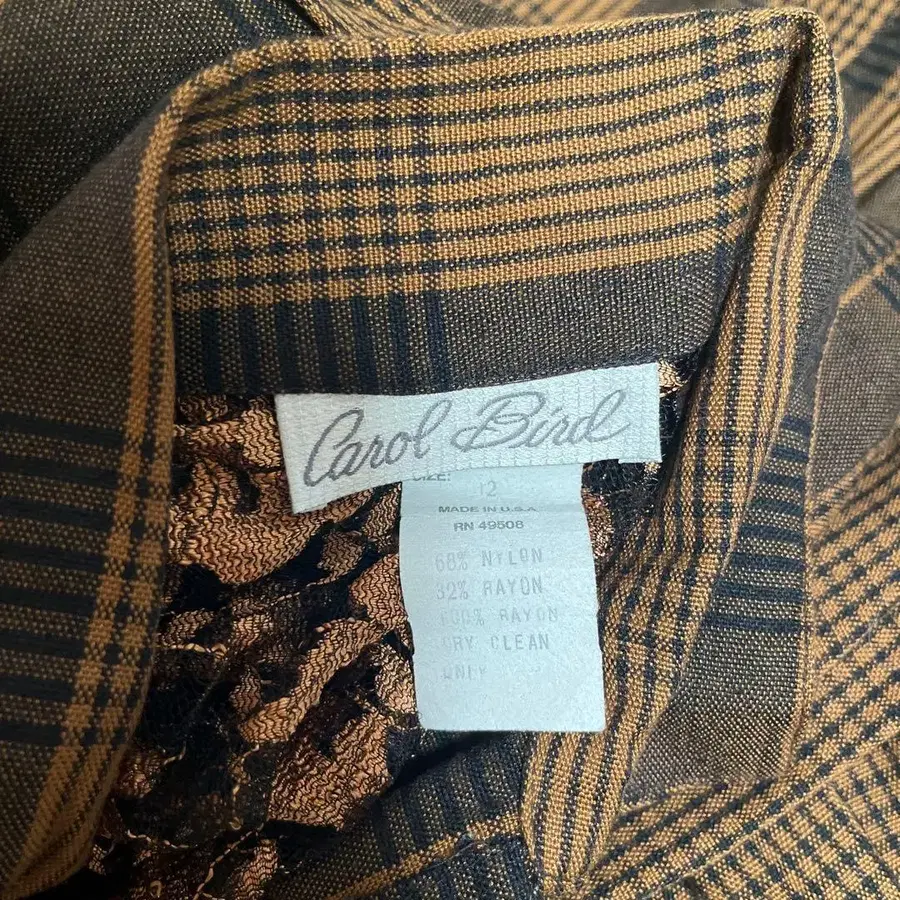 Carol Bird
SIZE:
12
MADE IN U.S.A
RN 49508
68% NYLON
32% RAYON
100% RAYON
DRY CLEAN
ONLY